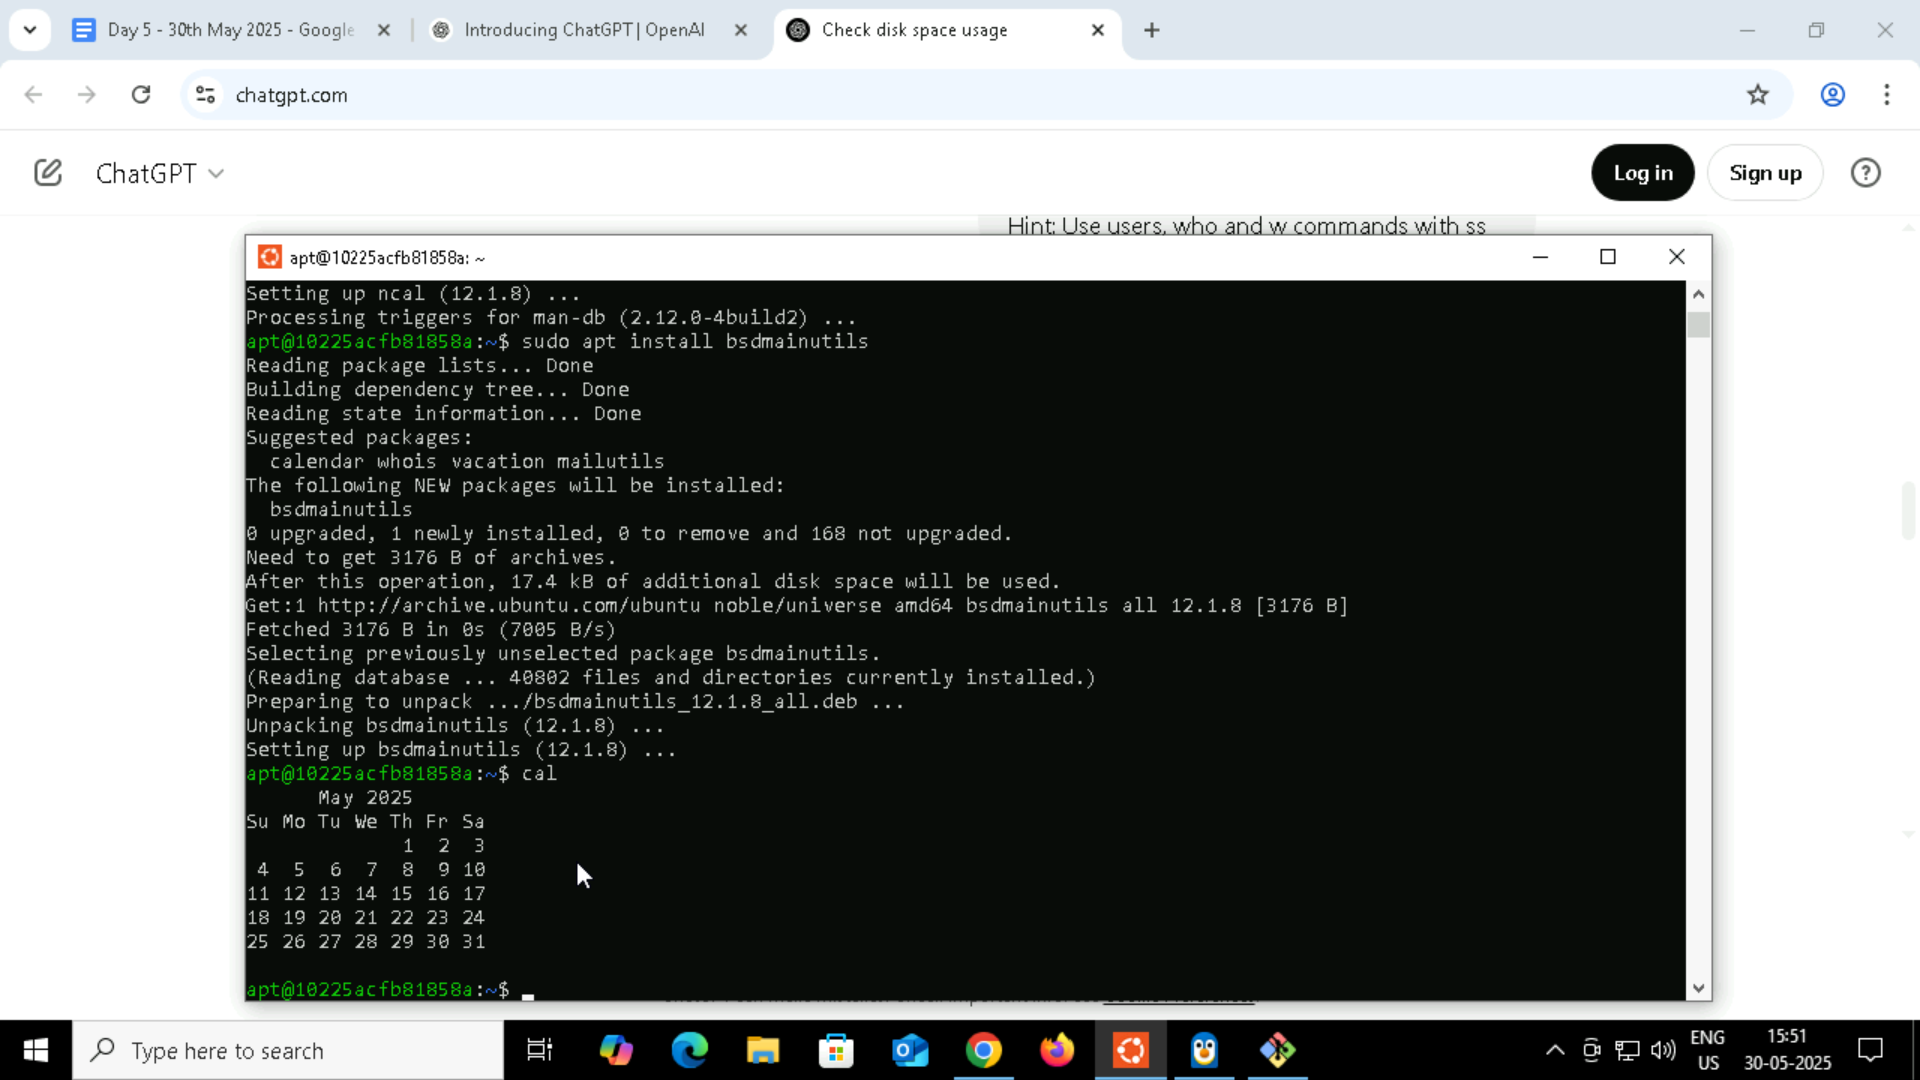 Day 5 - 30th May 2025 - Google
Introducing ChatGPT | OpenAI
Check disk space usage
chatgpt.com
ChatGPT
Log in
Sign up
Hint: Use users, who and w commands with ss
apt@10225acfb81858a: ~
Setting up ncal (12.1.8) ...
Processing triggers for man-db (2.12.0-4build2) ...
apt@10225acfb81858a:~$ sudo apt install bsdmainutils
Reading package lists... Done
Building dependency tree... Done
Reading state information... Done
Suggested packages:
  calendar whois vacation mailutils
The following NEW packages will be installed:
  bsdmainutils
0 upgraded, 1 newly installed, 0 to remove and 168 not upgraded.
Need to get 3176 B of archives.
After this operation, 17.4 kB of additional disk space will be used.
Get:1 http://archive.ubuntu.com/ubuntu noble/universe amd64 bsdmainutils all 12.1.8 [3176 B]
Fetched 3176 B in 0s (7005 B/s)
Selecting previously unselected package bsdmainutils.
(Reading database ... 40802 files and directories currently installed.)
Preparing to unpack .../bsdmainutils_12.1.8_all.deb ...
Unpacking bsdmainutils (12.1.8) ...
Setting up bsdmainutils (12.1.8) ...
apt@10225acfb81858a:~$ cal
      May 2025
Su Mo Tu We Th Fr Sa
             1  2  3
 4  5  6  7  8  9 10
11 12 13 14 15 16 17
18 19 20 21 22 23 24
25 26 27 28 29 30 31
apt@10225acfb81858a:~$
Type here to search
ENG
US
15:51
30-05-2025